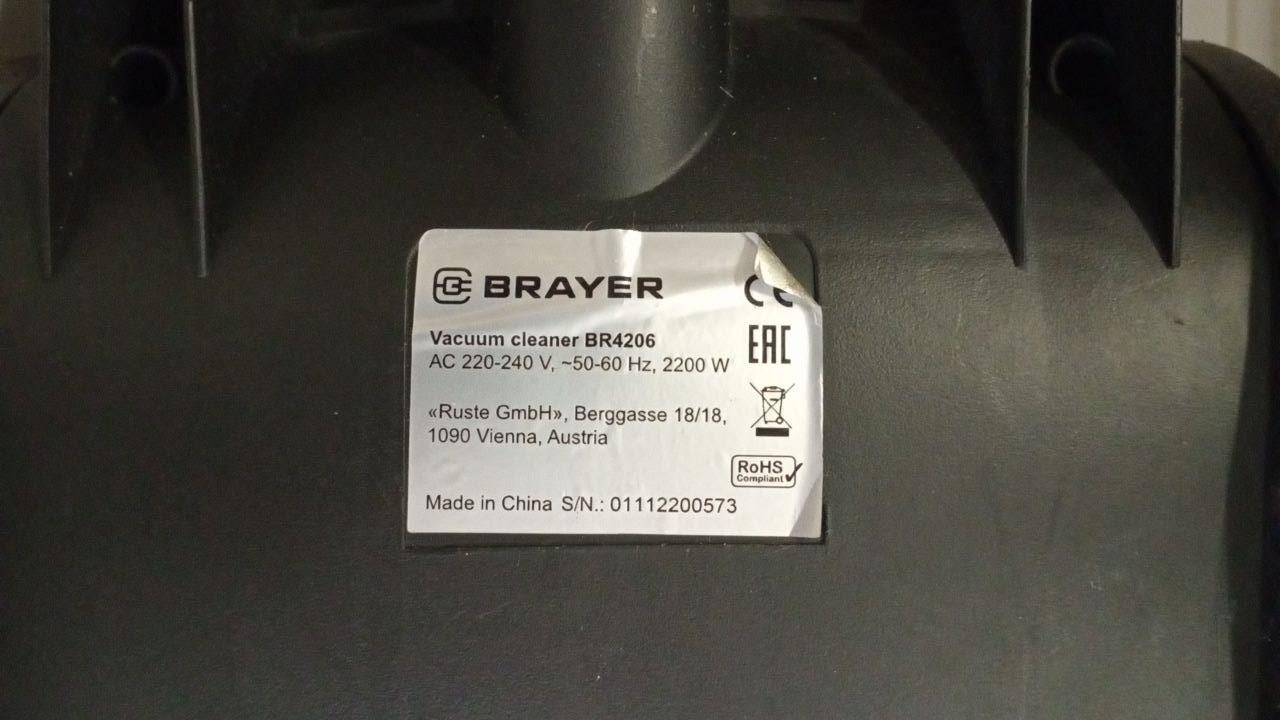 BRAYER
CE
Vacuum cleaner BR4206
AC 220-240 V, ~50-60 Hz, 2200 W
EAC
«Ruste GmbH», Berggasse 18/18,
1090 Vienna, Austria
RoHS
Compliant
Made in China S/N.: 01112200573